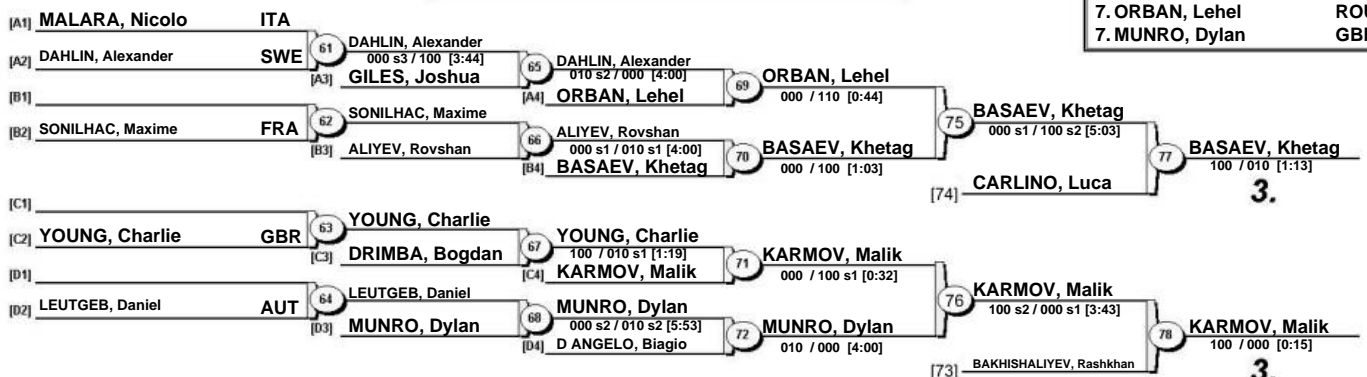 7. ORBAN, Lehel ROU
7. MUNRO, Dylan GBR
[A1] MALARA, Nicolo ITA
[A2] DAHLIN, Alexander SWE
61
DAHLIN, Alexander
000 s3 / 100 [3:44]
[A3] GILES, Joshua
65
DAHLIN, Alexander
010 s2 / 000 [4:00]
[A4] ORBAN, Lehel
69
ORBAN, Lehel
000 / 110 [0:44]
[B1]
[B2] SONILHAC, Maxime FRA
62
SONILHAC, Maxime
[B3] ALIYEV, Rovshan
66
ALIYEV, Rovshan
000 s1 / 010 s1 [4:00]
[B4] BASAEV, Khetag
70
BASAEV, Khetag
000 / 100 [1:03]
75
BASAEV, Khetag
000 s1 / 100 s2 [5:03]
[74] CARLINO, Luca
77
BASAEV, Khetag
100 / 010 [1:13]
3.
[C1]
[C2] YOUNG, Charlie GBR
63
YOUNG, Charlie
[C3] DRIMBA, Bogdan
67
YOUNG, Charlie
100 / 010 s1 [1:19]
[C4] KARMOV, Malik
71
KARMOV, Malik
000 / 100 s1 [0:32]
[D1]
[D2] LEUTGEB, Daniel AUT
64
LEUTGEB, Daniel
[D3] MUNRO, Dylan
68
MUNRO, Dylan
000 s2 / 010 s2 [5:53]
[D4] D ANGELO, Biagio
72
MUNRO, Dylan
010 / 000 [4:00]
76
KARMOV, Malik
100 s2 / 000 s1 [3:43]
[73] BAKHISHALIYEV, Rashkhan
78
KARMOV, Malik
100 / 000 [0:15]
3.